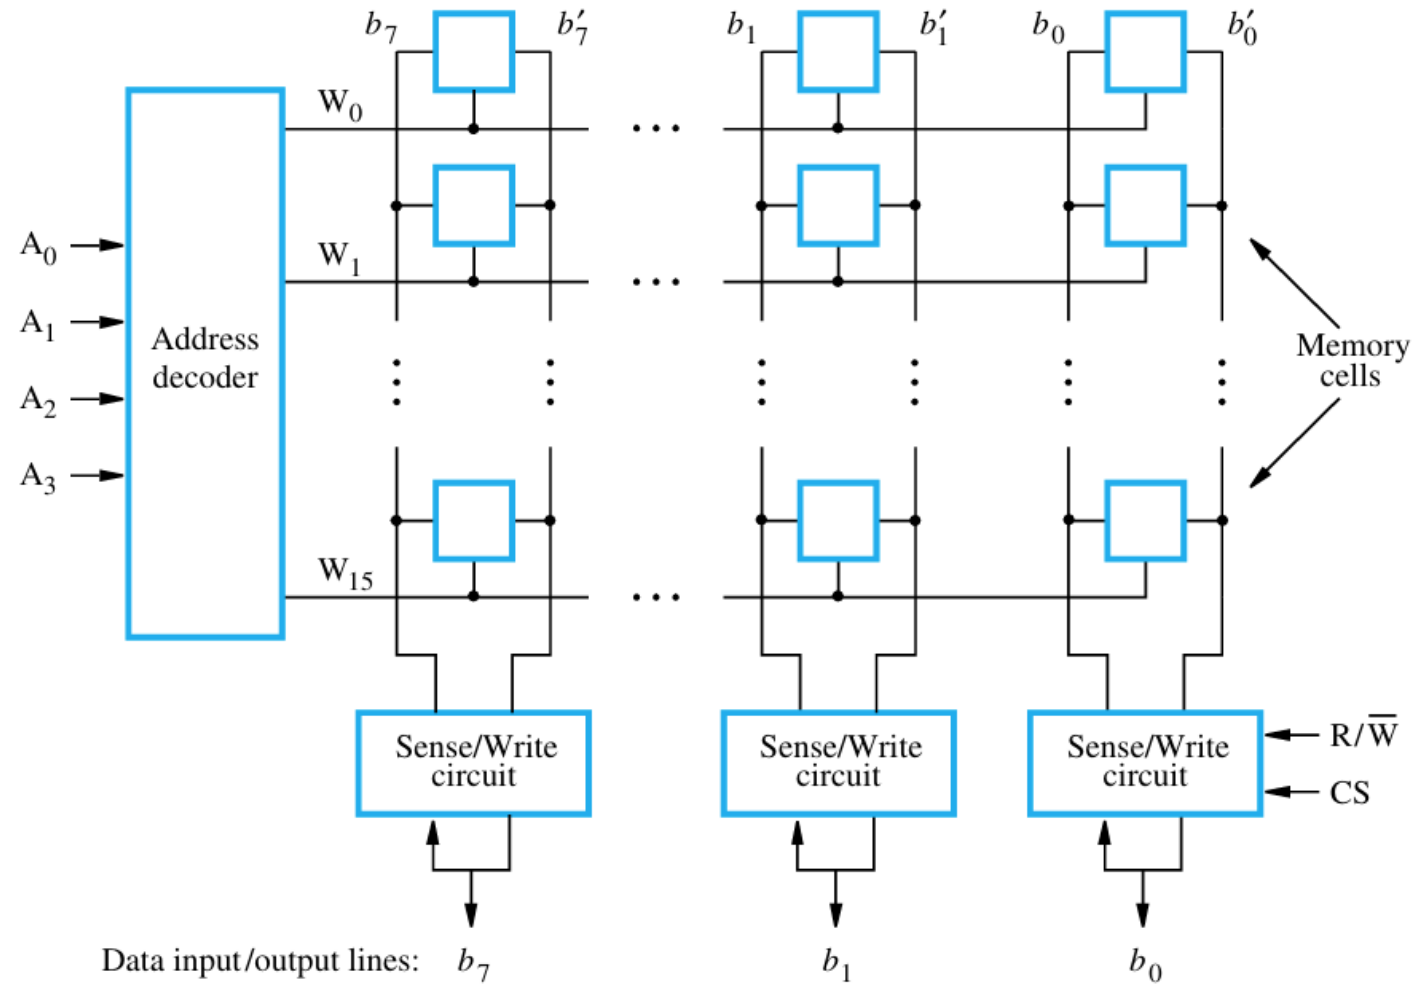 b₇ b′₇ b₁ b′₁ b₀ b′₀
W₀
W₁
A₀
A₁
A₂
A₃
Address
decoder
Memory
cells
W₁₅
Sense/Write
circuit
Sense/Write
circuit
Sense/Write
circuit
R/W̅
CS
Data input/output lines: b₇ b₁ b₀